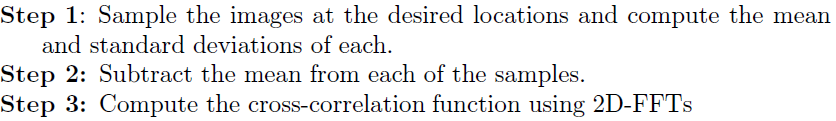 Step 1: Sample the images at the desired locations and compute the mean
and standard deviations of each.
Step 2: Subtract the mean from each of the samples.
Step 3: Compute the cross-correlation function using 2D-FFTs